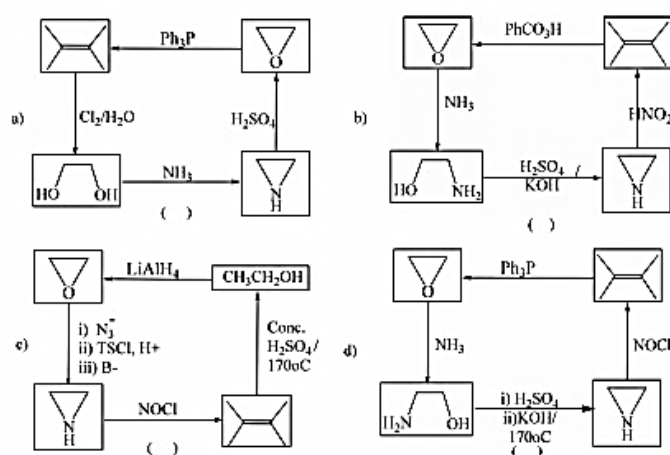 a)
Ph₃P
O
Cl₂/H₂O
H₂SO₄
HO OH
NH₃
N
H
( )
b)
PhCO₃H
O
NH₃
HNO₂
HO NH₂
H₂SO₄ /
KOH
N
H
( )
c)
O
LiAlH₄
CH₃CH₂OH
i) N₃⁻
ii) TSCl, H+
iii) B-
Conc.
H₂SO₄/
170oC
N
H
NOCl
( )
d)
O
Ph₃P
NH₃
NOCl
H₂N OH
i) H₂SO₄
ii)KOH/
170oC
N
H
( )